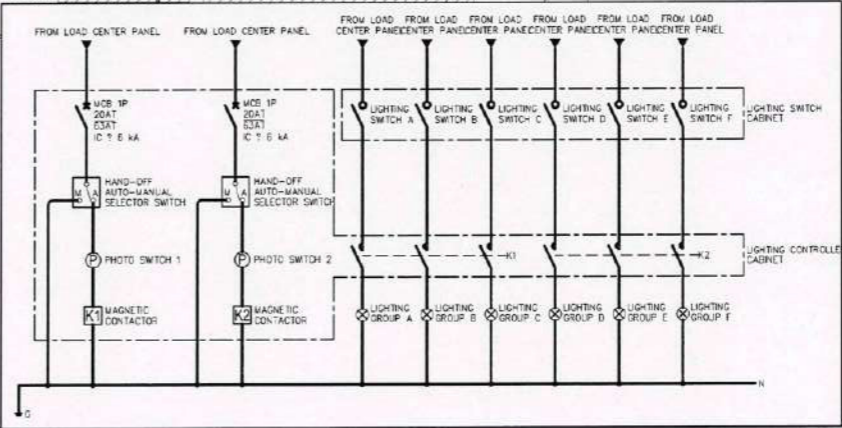 FROM LOAD CENTER PANEL
FROM LOAD CENTER PANEL
FROM LOAD
CENTER PANEL
FROM LOAD
CENTER PANEL
FROM LOAD
CENTER PANEL
FROM LOAD
CENTER PANEL
FROM LOAD
CENTER PANEL
FROM LOAD
CENTER PANEL
MCB 1P
20AT
63AT
IC ? 6 kA
MCB 1P
20AT
63AT
IC ? 6 kA
LIGHTING
SWITCH A
LIGHTING
SWITCH B
LIGHTING
SWITCH C
LIGHTING
SWITCH D
LIGHTING
SWITCH E
LIGHTING
SWITCH F
LIGHTING SWITCH
CABINET
M A
HAND-OFF
AUTO-MANUAL
SELECTOR SWITCH
M A
HAND-OFF
AUTO-MANUAL
SELECTOR SWITCH
P PHOTO SWITCH 1
P PHOTO SWITCH 2
K1
K2
LIGHTING CONTROLLE
CABINET
K1 MAGNETIC
CONTACTOR
K2 MAGNETIC
CONTACTOR
LIGHTING
GROUP A
LIGHTING
GROUP B
LIGHTING
GROUP C
LIGHTING
GROUP D
LIGHTING
GROUP E
LIGHTING
GROUP F
N
G